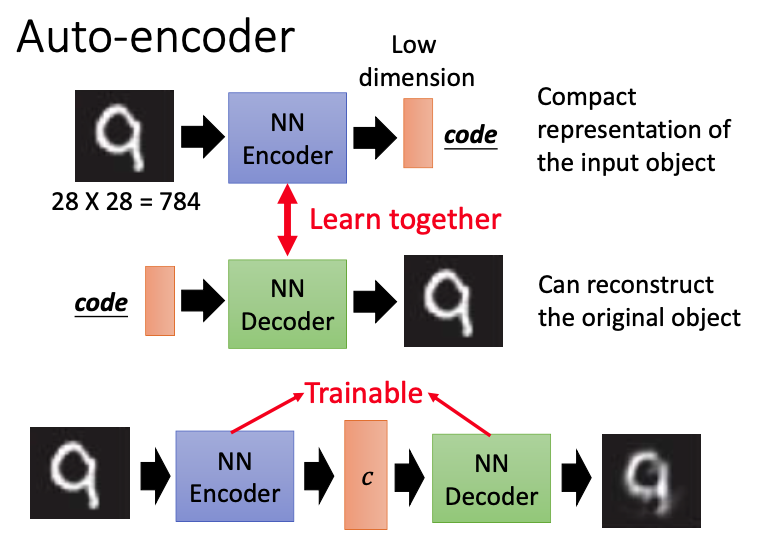 Auto-encoder
Low
dimension
NN
Encoder
code
Compact
representation of
the input object
28 X 28 = 784
Learn together
code
NN
Decoder
Can reconstruct
the original object
Trainable
NN
Encoder
c
NN
Decoder